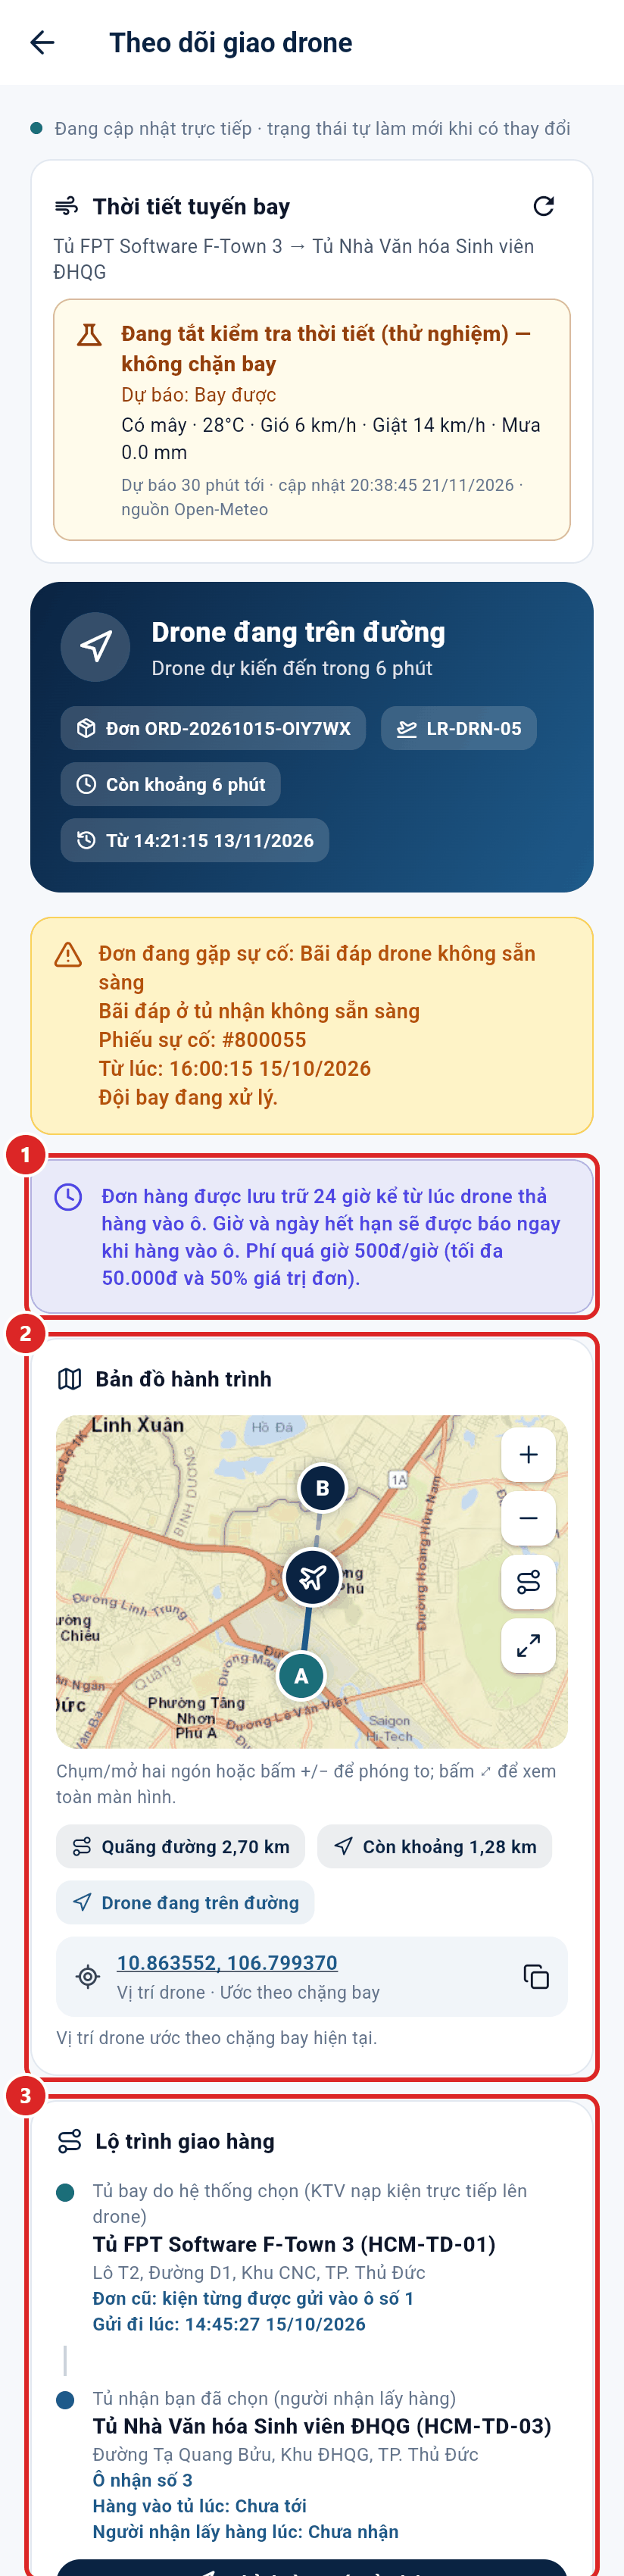 Theo dõi giao drone
Đang cập nhật trực tiếp · trạng thái tự làm mới khi có thay đổi
Thời tiết tuyến bay
Tủ FPT Software F-Town 3 → Tủ Nhà Văn hóa Sinh viên
ĐHQG
Đang tắt kiểm tra thời tiết (thử nghiệm) —
không chặn bay
Dự báo: Bay được
Có mây · 28°C · Gió 6 km/h · Giật 14 km/h · Mưa
0.0 mm
Dự báo 30 phút tới · cập nhật 20:38:45 21/11/2026 ·
nguồn Open-Meteo
Drone đang trên đường
Drone dự kiến đến trong 6 phút
Đơn ORD-20261015-OIY7WX
LR-DRN-05
Còn khoảng 6 phút
Từ 14:21:15 13/11/2026
Đơn đang gặp sự cố: Bãi đáp drone không sẵn
sàng
Bãi đáp ở tủ nhận không sẵn sàng
Phiếu sự cố: #800055
Từ lúc: 16:00:15 15/10/2026
Đội bay đang xử lý.
1
Đơn hàng được lưu trữ 24 giờ kể từ lúc drone thả
hàng vào ô. Giờ và ngày hết hạn sẽ được báo ngay
khi hàng vào ô. Phí quá giờ 500đ/giờ (tối đa
50.000đ và 50% giá trị đơn).
2
Bản đồ hành trình
Linh Xuân
Hồ Đá
BÌNH DƯƠNG
1A
B
Đường Hoàng Hữu Nam
Phú
Đường Linh Trung
Chiểu
Quận 9
A
Phường Tăng
Nhơn
Phú A
Đường Lê Văn Việt
Saigon
Hi-Tech
Chụm/mở hai ngón hoặc bấm +/− để phóng to; bấm ⤢ để xem
toàn màn hình.
Quãng đường 2,70 km
Còn khoảng 1,28 km
Drone đang trên đường
10.863552, 106.799370
Vị trí drone · Ước theo chặng bay
Vị trí drone ước theo chặng bay hiện tại.
3
Lộ trình giao hàng
Tủ bay do hệ thống chọn (KTV nạp kiện trực tiếp lên
drone)
Tủ FPT Software F-Town 3 (HCM-TD-01)
Lô T2, Đường D1, Khu CNC, TP. Thủ Đức
Đơn cũ: kiện từng được gửi vào ô số 1
Gửi đi lúc: 14:45:27 15/10/2026
Tủ nhận bạn đã chọn (người nhận lấy hàng)
Tủ Nhà Văn hóa Sinh viên ĐHQG (HCM-TD-03)
Đường Tạ Quang Bửu, Khu ĐHQG, TP. Thủ Đức
Ô nhận số 3
Hàng vào tủ lúc: Chưa tới
Người nhận lấy hàng lúc: Chưa nhận